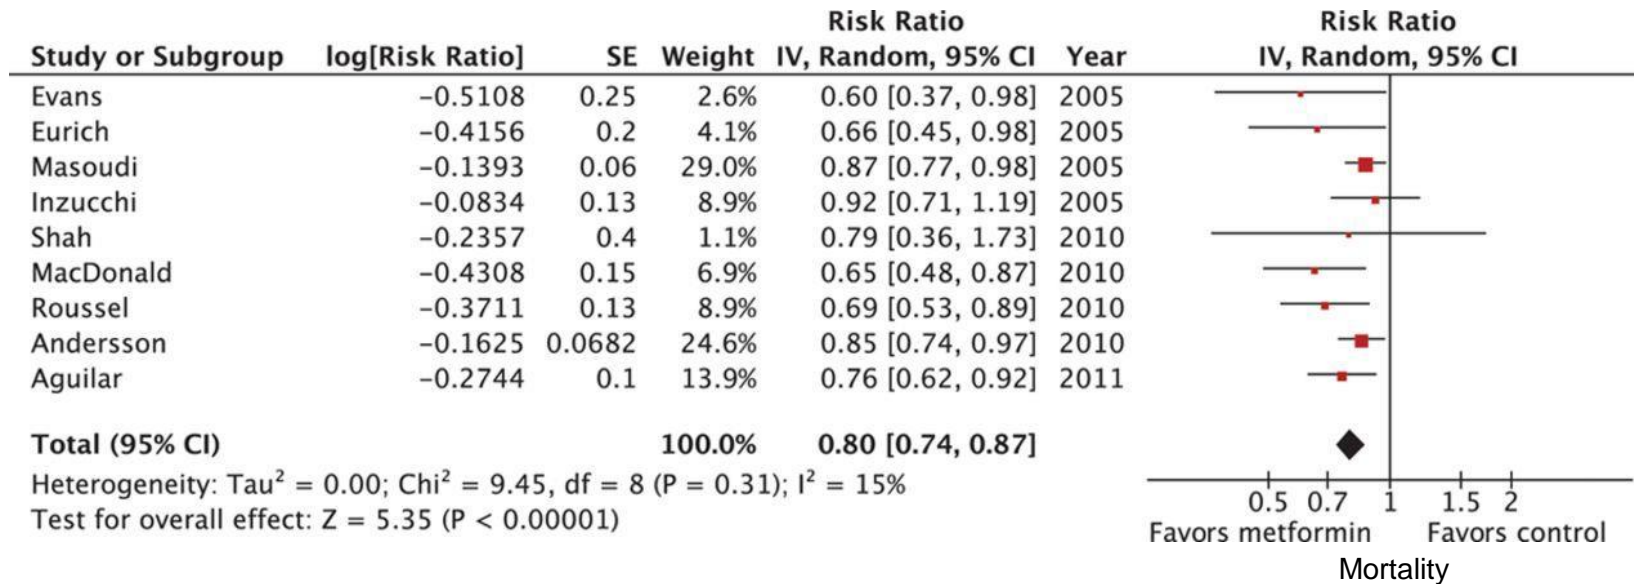 Risk Ratio Risk Ratio
Study or Subgroup log[Risk Ratio] SE Weight IV, Random, 95% CI Year IV, Random, 95% CI
Evans −0.5108 0.25 2.6% 0.60 [0.37, 0.98] 2005
Eurich −0.4156 0.2 4.1% 0.66 [0.45, 0.98] 2005
Masoudi −0.1393 0.06 29.0% 0.87 [0.77, 0.98] 2005
Inzucchi −0.0834 0.13 8.9% 0.92 [0.71, 1.19] 2005
Shah −0.2357 0.4 1.1% 0.79 [0.36, 1.73] 2010
MacDonald −0.4308 0.15 6.9% 0.65 [0.48, 0.87] 2010
Roussel −0.3711 0.13 8.9% 0.69 [0.53, 0.89] 2010
Andersson −0.1625 0.0682 24.6% 0.85 [0.74, 0.97] 2010
Aguilar −0.2744 0.1 13.9% 0.76 [0.62, 0.92] 2011
Total (95% CI) 100.0% 0.80 [0.74, 0.87]
Heterogeneity: Tau² = 0.00; Chi² = 9.45, df = 8 (P = 0.31); I² = 15%
Test for overall effect: Z = 5.35 (P < 0.00001)
0.5 0.7 1 1.5 2
Favors metformin Favors control
Mortality